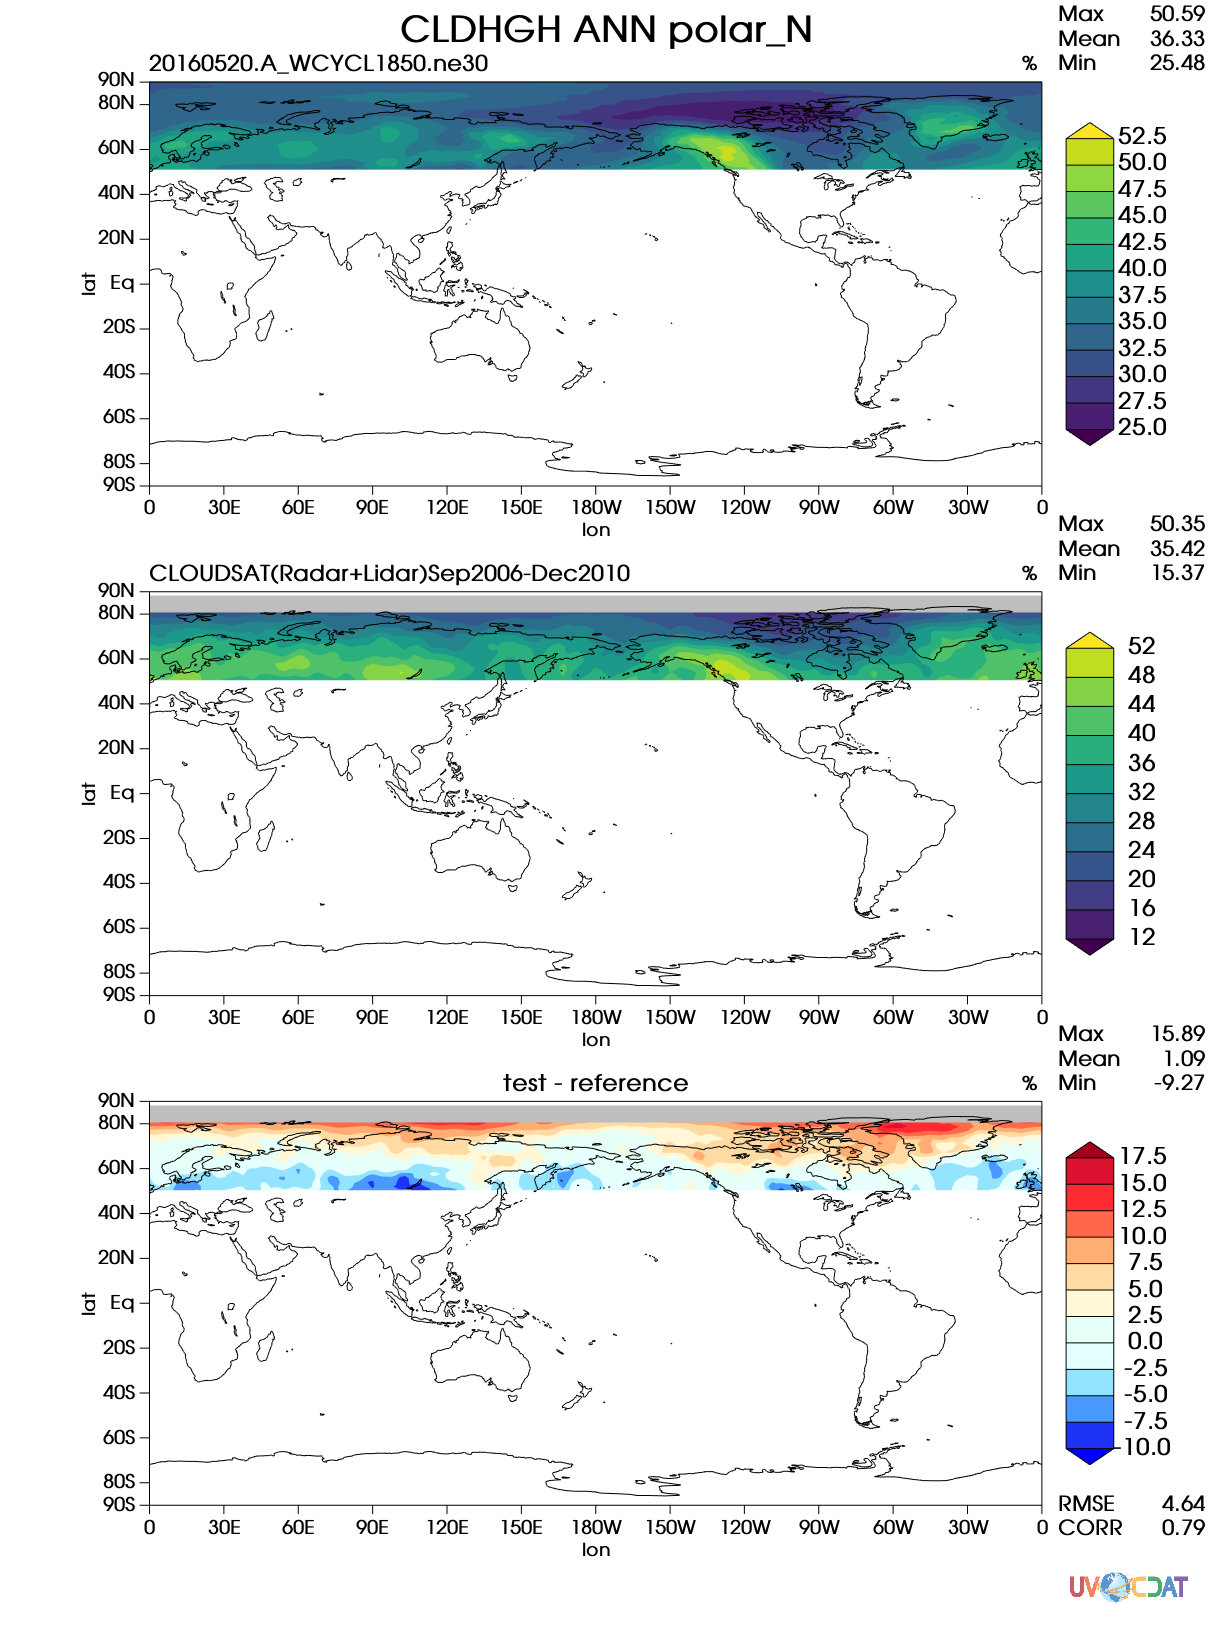 CLDHGH ANN polar_N
Max 50.59
Mean 36.33
Min 25.48
20160520.A_WCYCL1850.ne30 %
90N
80N
60N
40N
20N
Eq
20S
40S
60S
80S
90S
lat
0 30E 60E 90E 120E 150E 180W 150W 120W 90W 60W 30W 0
lon
52.5
50.0
47.5
45.0
42.5
40.0
37.5
35.0
32.5
30.0
27.5
25.0
Max 50.35
Mean 35.42
Min 15.37
CLOUDSAT(Radar+Lidar)Sep2006-Dec2010 %
90N
80N
60N
40N
20N
Eq
20S
40S
60S
80S
90S
lat
0 30E 60E 90E 120E 150E 180W 150W 120W 90W 60W 30W 0
lon
52
48
44
40
36
32
28
24
20
16
12
Max 15.89
Mean 1.09
Min -9.27
test - reference %
90N
80N
60N
40N
20N
Eq
20S
40S
60S
80S
90S
lat
0 30E 60E 90E 120E 150E 180W 150W 120W 90W 60W 30W 0
lon
17.5
15.0
12.5
10.0
7.5
5.0
2.5
0.0
-2.5
-5.0
-7.5
-10.0
RMSE 4.64
CORR 0.79
UV CDAT